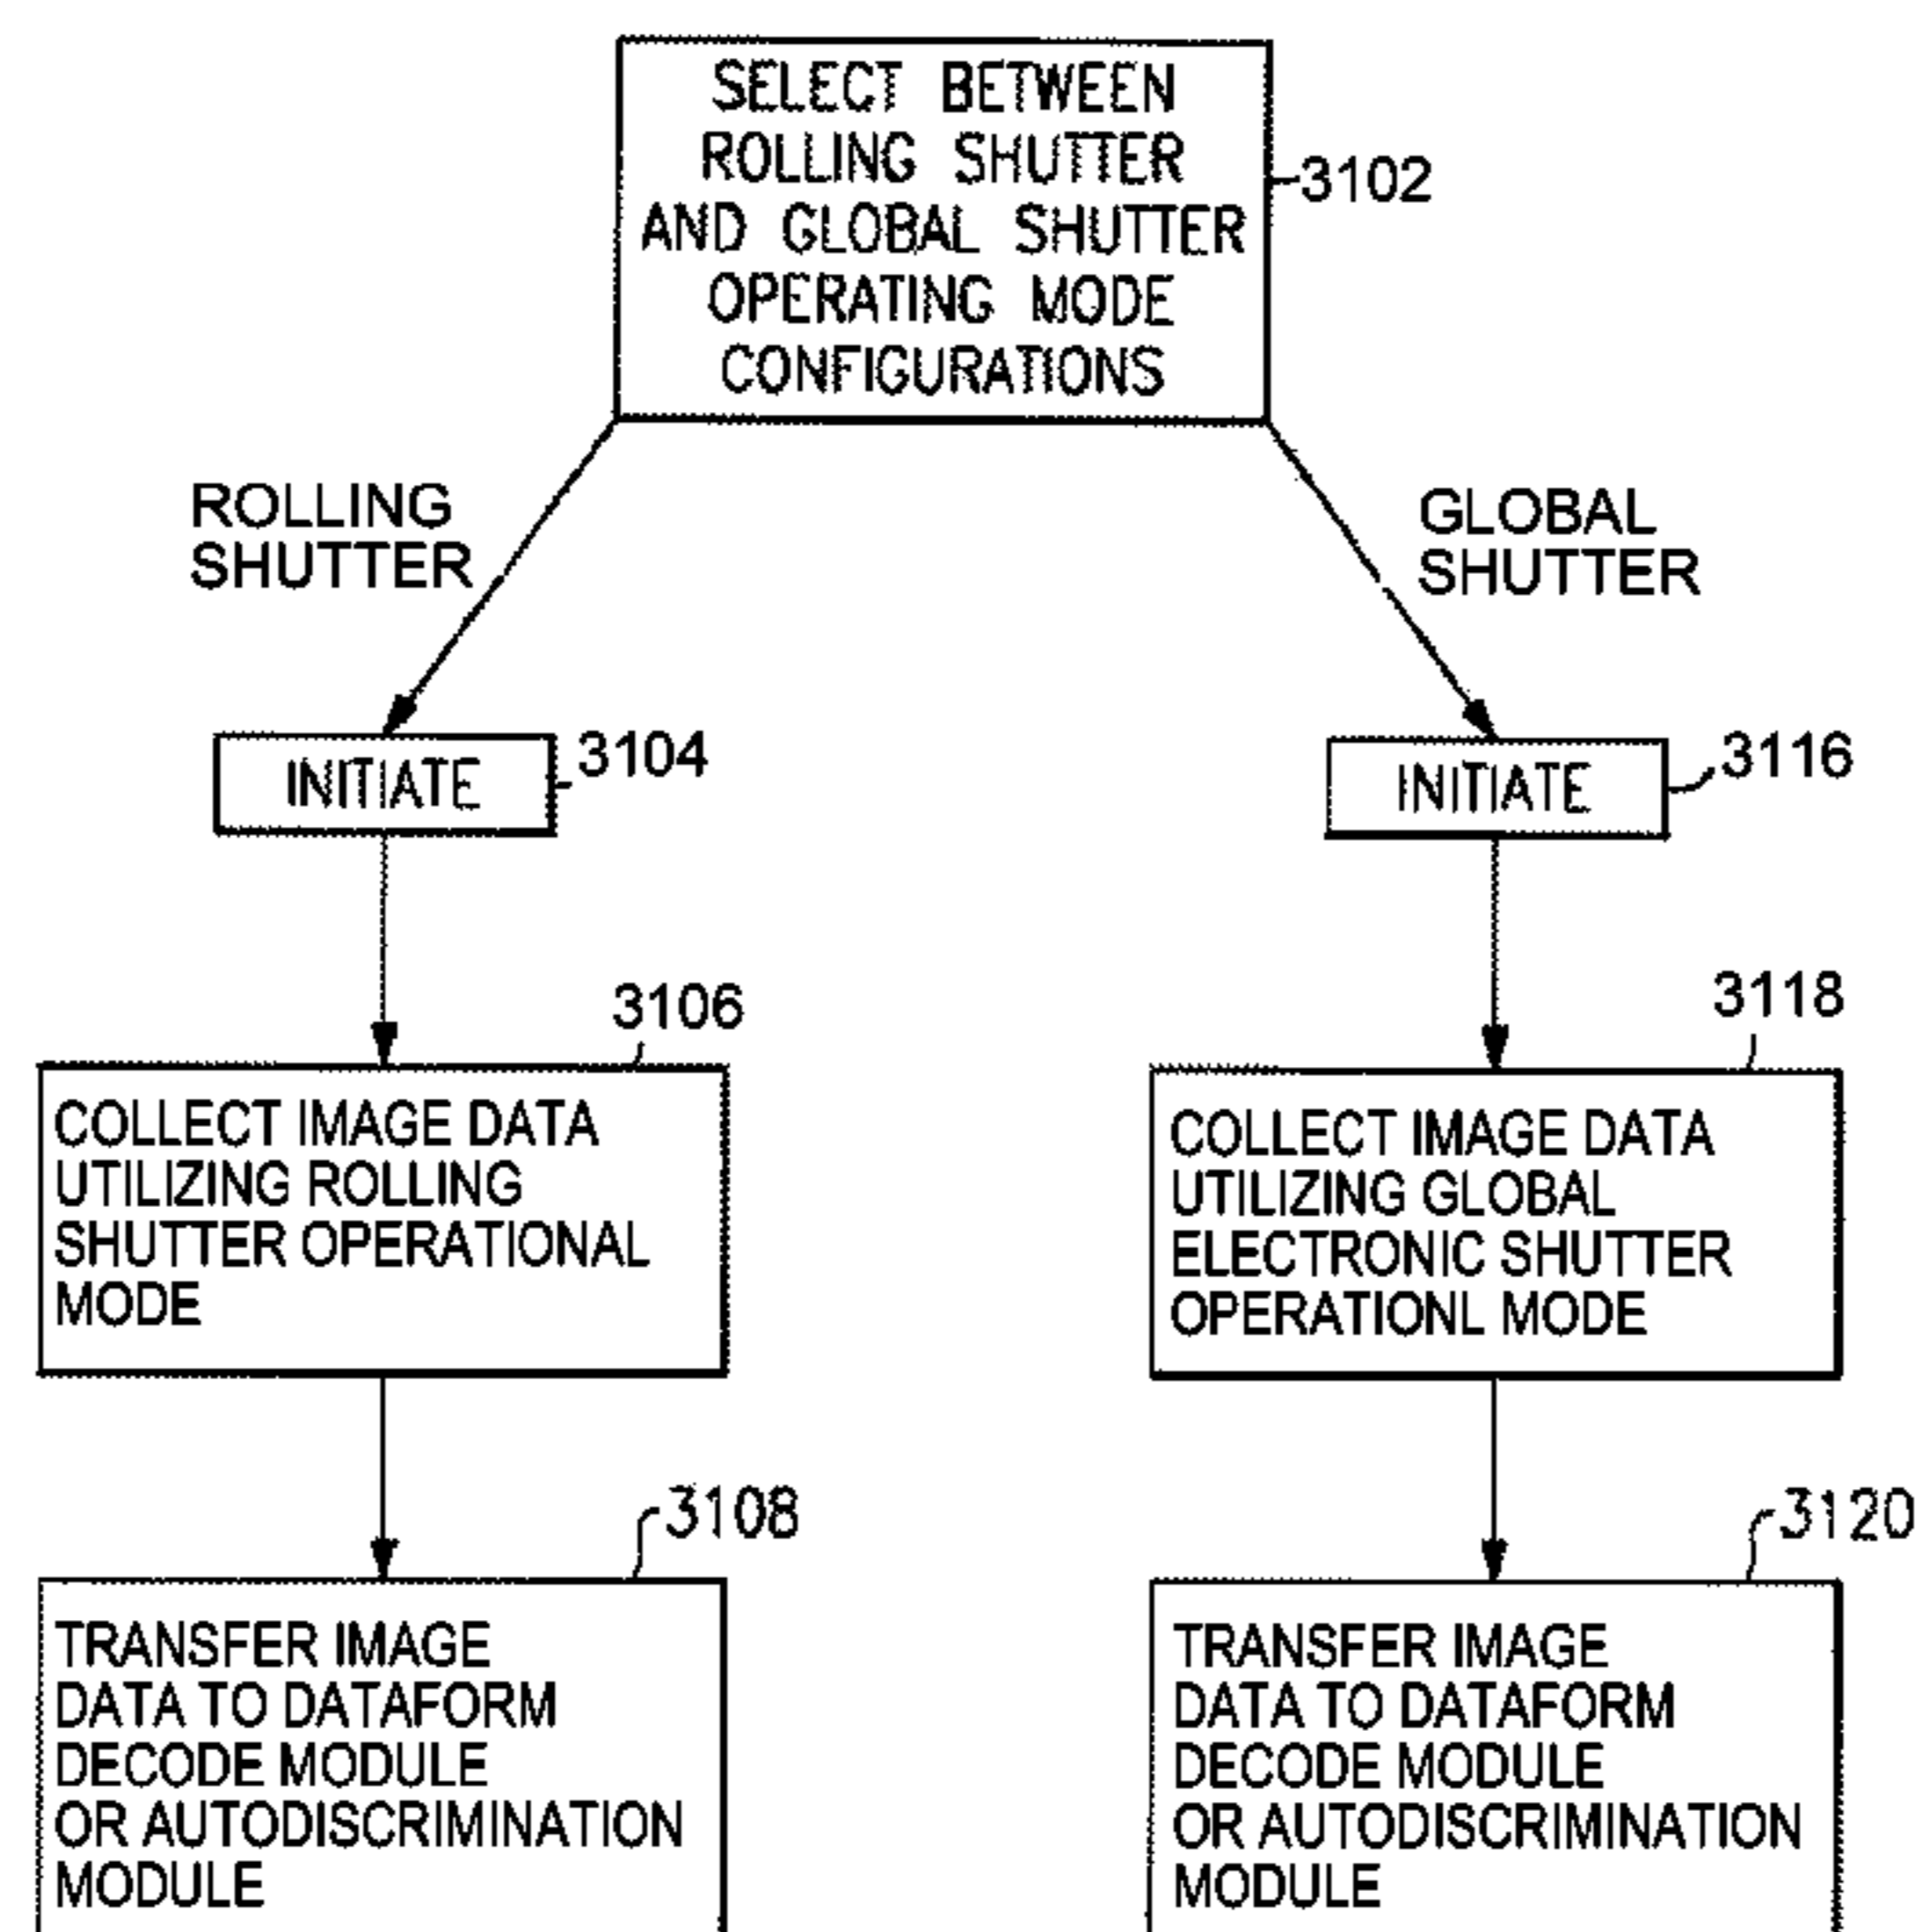 SELECT BETWEEN
ROLLING SHUTTER
AND GLOBAL SHUTTER
OPERATING MODE
CONFIGURATIONS
3102
ROLLING
SHUTTER
GLOBAL
SHUTTER
INITIATE
3104
INITIATE
3116
3106
COLLECT IMAGE DATA
UTILIZING ROLLING
SHUTTER OPERATIONAL
MODE
3118
COLLECT IMAGE DATA
UTILIZING GLOBAL
ELECTRONIC SHUTTER
OPERATIONL MODE
3108
TRANSFER IMAGE
DATA TO DATAFORM
DECODE MODULE
OR AUTODISCRIMINATION
MODULE
3120
TRANSFER IMAGE
DATA TO DATAFORM
DECODE MODULE
OR AUTODISCRIMINATION
MODULE